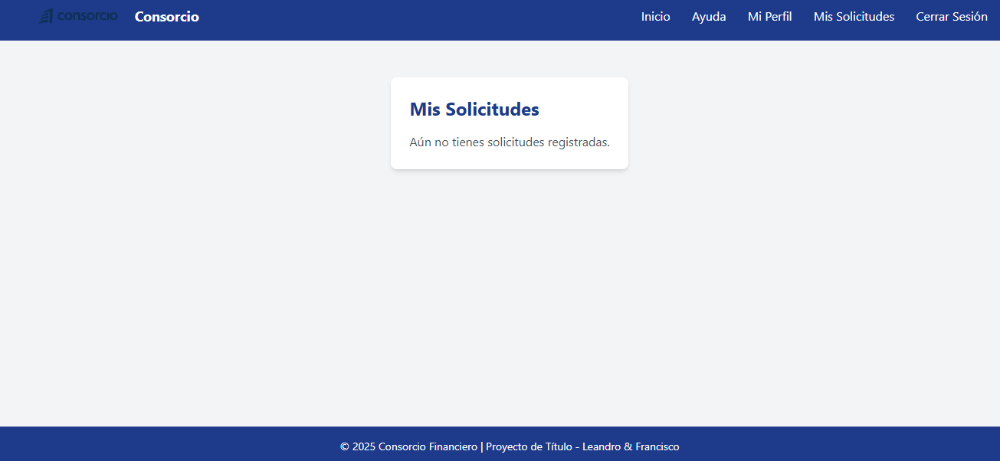 consorcio Consorcio Inicio Ayuda Mi Perfil Mis Solicitudes Cerrar Sesión
Mis Solicitudes
Aún no tienes solicitudes registradas.
© 2025 Consorcio Financiero | Proyecto de Título - Leandro & Francisco